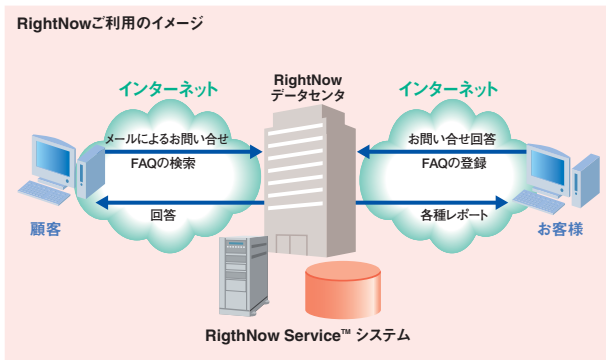 RightNowご利用のイメージ
インターネット
RightNow
データセンタ
インターネット
メールによるお問い合せ
FAQの検索
お問い合せ回答
FAQの登録
回答
各種レポート
顧客
お客様
RigthNow Service™ システム